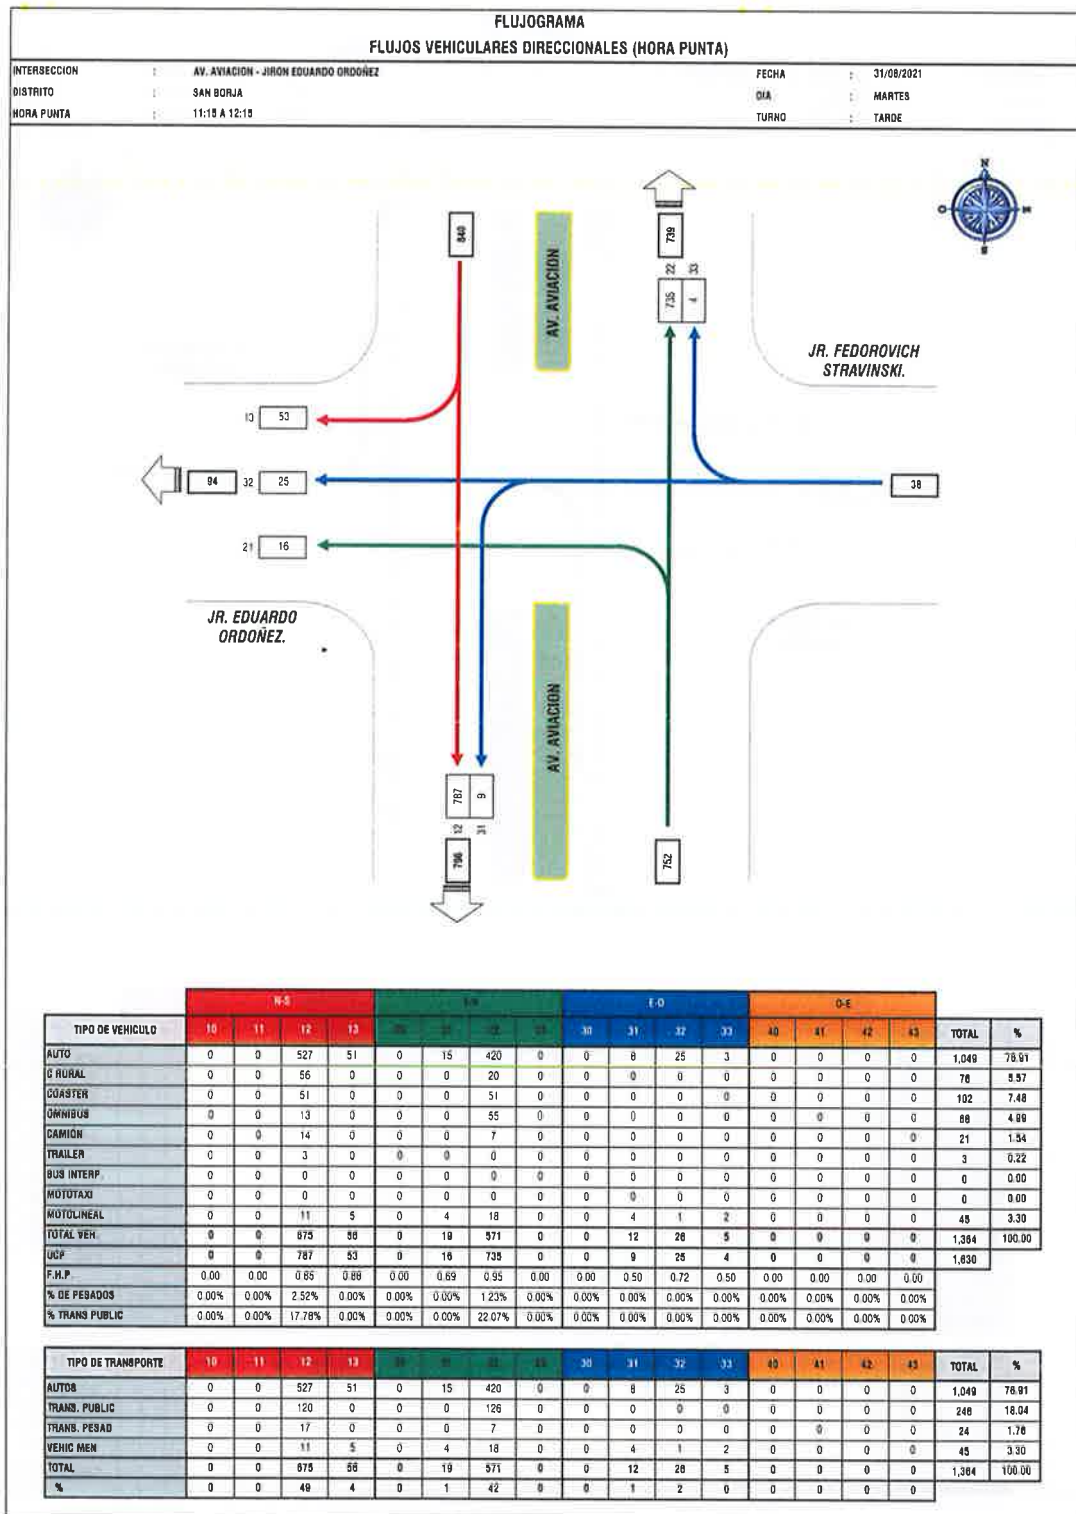 FLUJOGRAMA
FLUJOS VEHICULARES DIRECCIONALES (HORA PUNTA)
INTERSECCION : AV. AVIACION - JIRON EDUARDO ORDOÑEZ FECHA : 31/08/2021
DISTRITO : SAN BORJA DIA : MARTES
HORA PUNTA : 11:15 A 12:15 TURNO : TARDE
N
O
S
840
739
22 33
735 4
AV. AVIACION
JR. FEDOROVICH
STRAVINSKI.
13 53
94 32 25
38
21 16
JR. EDUARDO
ORDOÑEZ.
AV. AVIACION
787 9
12 31
796
752
N-S E-O O-E
TIPO DE VEHICULO 10 11 12 13 30 31 32 33 40 41 42 43 TOTAL %
AUTO 0 0 527 51 0 15 420 0 0 8 25 3 0 0 0 0 1,049 76.91
C RURAL 0 0 56 0 0 0 20 0 0 0 0 0 0 0 0 0 76 5.57
COASTER 0 0 51 0 0 0 51 0 0 0 0 0 0 0 0 0 102 7.48
OMNIBUS 0 0 13 0 0 0 55 0 0 0 0 0 0 0 0 0 68 4.99
CAMIÓN 0 0 14 0 0 0 7 0 0 0 0 0 0 0 0 0 21 1.54
TRAILER 0 0 3 0 0 0 0 0 0 0 0 0 0 0 0 0 3 0.22
BUS INTERP. 0 0 0 0 0 0 0 0 0 0 0 0 0 0 0 0 0 0.00
MOTOTAXI 0 0 0 0 0 0 0 0 0 0 0 0 0 0 0 0 0 0.00
MOTOLINEAL 0 0 11 5 0 4 18 0 0 4 1 2 0 0 0 0 45 3.30
TOTAL VEH. 0 0 675 56 0 19 571 0 0 12 26 5 0 0 0 0 1,364 100.00
UCP 0 0 787 53 0 16 735 0 0 9 25 4 0 0 0 0 1,630
F.H.P 0.00 0.00 0.85 0.88 0.00 0.69 0.95 0.00 0.00 0.50 0.72 0.50 0.00 0.00 0.00 0.00
% DE PESADOS 0.00% 0.00% 2.52% 0.00% 0.00% 0.00% 1.23% 0.00% 0.00% 0.00% 0.00% 0.00% 0.00% 0.00% 0.00% 0.00%
% TRANS PUBLIC 0.00% 0.00% 17.78% 0.00% 0.00% 0.00% 22.07% 0.00% 0.00% 0.00% 0.00% 0.00% 0.00% 0.00% 0.00% 0.00%
TIPO DE TRANSPORTE 10 11 12 13 30 31 32 33 40 41 42 43 TOTAL %
AUTOS 0 0 527 51 0 15 420 0 0 8 25 3 0 0 0 0 1,049 76.91
TRANS. PUBLIC 0 0 120 0 0 0 126 0 0 0 0 0 0 0 0 0 246 18.04
TRANS. PESAD 0 0 17 0 0 0 7 0 0 0 0 0 0 0 0 0 24 1.76
VEHIC MEN 0 0 11 5 0 4 18 0 0 4 1 2 0 0 0 0 45 3.30
TOTAL 0 0 675 56 0 19 571 0 0 12 26 5 0 0 0 0 1,364 100.00
% 0 0 49 4 0 1 42 0 0 1 2 0 0 0 0 0